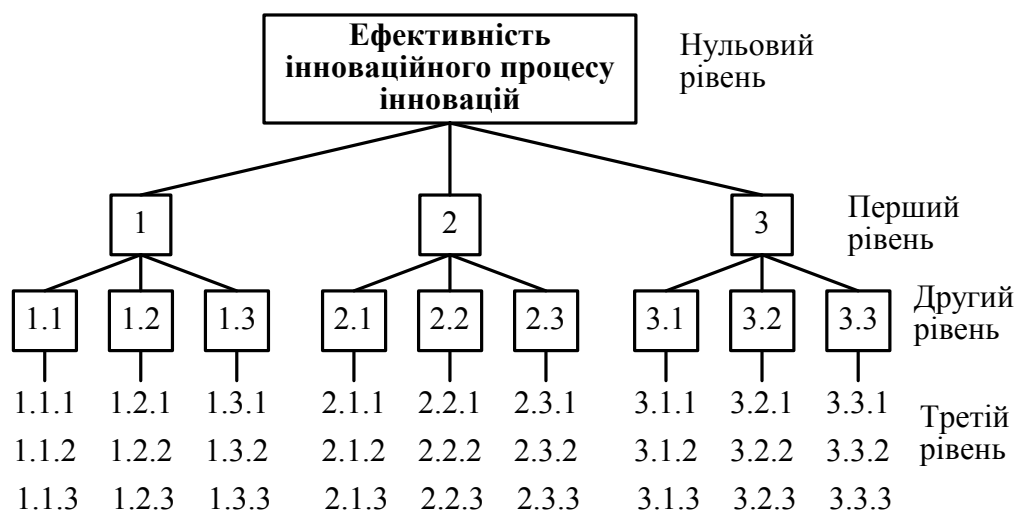 Ефективність
інноваційного процесу
інновацій
Нульовий
рівень
1 2 3
Перший
рівень
1.1 1.2 1.3 2.1 2.2 2.3 3.1 3.2 3.3
Другий
рівень
1.1.1 1.2.1 1.3.1 2.1.1 2.2.1 2.3.1 3.1.1 3.2.1 3.3.1
1.1.2 1.2.2 1.3.2 2.1.2 2.2.2 2.3.2 3.1.2 3.2.2 3.3.2
1.1.3 1.2.3 1.3.3 2.1.3 2.2.3 2.3.3 3.1.3 3.2.3 3.3.3
Третій
рівень